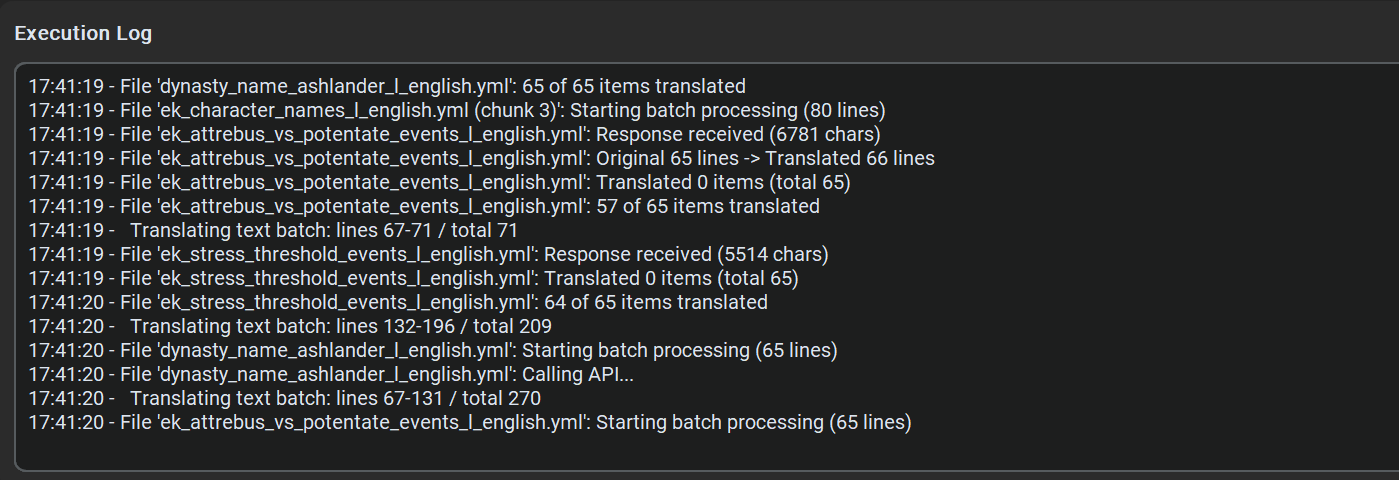 Execution Log
17:41:19 - File 'dynasty_name_ashlander_l_english.yml': 65 of 65 items translated
17:41:19 - File 'ek_character_names_l_english.yml (chunk 3)': Starting batch processing (80 lines)
17:41:19 - File 'ek_attrebus_vs_potentate_events_l_english.yml': Response received (6781 chars)
17:41:19 - File 'ek_attrebus_vs_potentate_events_l_english.yml': Original 65 lines -> Translated 66 lines
17:41:19 - File 'ek_attrebus_vs_potentate_events_l_english.yml': Translated 0 items (total 65)
17:41:19 - File 'ek_attrebus_vs_potentate_events_l_english.yml': 57 of 65 items translated
17:41:19 -   Translating text batch: lines 67-71 / total 71
17:41:19 - File 'ek_stress_threshold_events_l_english.yml': Response received (5514 chars)
17:41:19 - File 'ek_stress_threshold_events_l_english.yml': Translated 0 items (total 65)
17:41:20 - File 'ek_stress_threshold_events_l_english.yml': 64 of 65 items translated
17:41:20 -   Translating text batch: lines 132-196 / total 209
17:41:20 - File 'dynasty_name_ashlander_l_english.yml': Starting batch processing (65 lines)
17:41:20 - File 'dynasty_name_ashlander_l_english.yml': Calling API...
17:41:20 -   Translating text batch: lines 67-131 / total 270
17:41:20 - File 'ek_attrebus_vs_potentate_events_l_english.yml': Starting batch processing (65 lines)